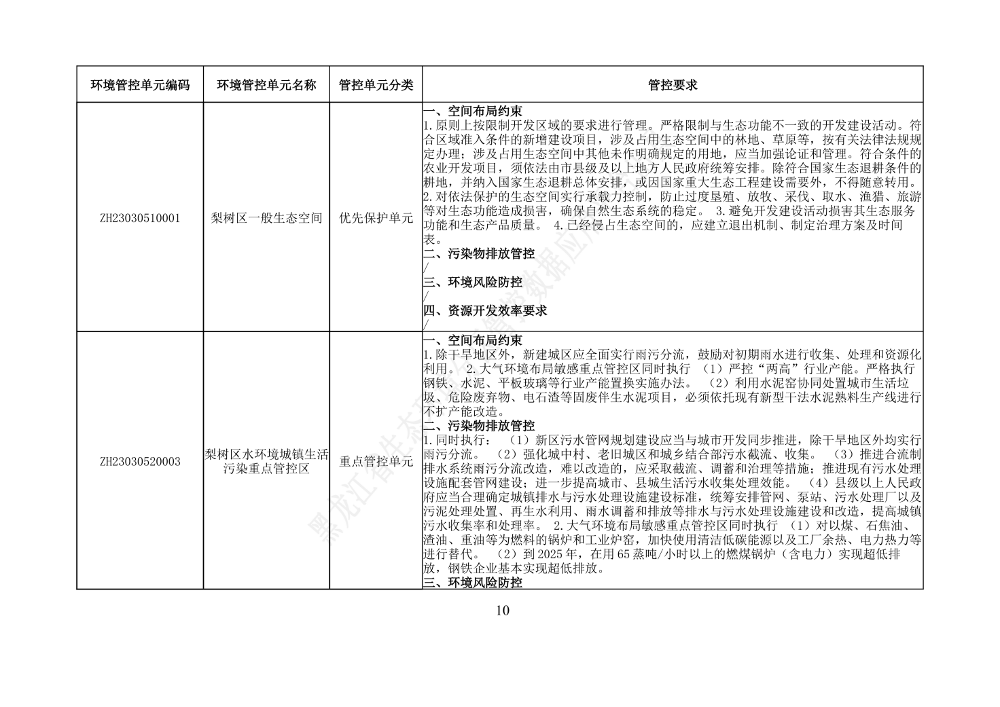 环境管控单元编码 环境管控单元名称 管控单元分类 管控要求
ZH23030510001
梨树区一般生态空间
优先保护单元
一、空间布局约束
1.原则上按限制开发区域的要求进行管理。严格限制与生态功能不一致的开发建设活动。符
合区域准入条件的新增建设项目，涉及占用生态空间中的林地、草原等，按有关法律法规规
定办理；涉及占用生态空间中其他未作明确规定的用地，应当加强论证和管理。符合条件的
农业开发项目，须依法由市县级及以上地方人民政府统筹安排。除符合国家生态退耕条件的
耕地，并纳入国家生态退耕总体安排，或因国家重大生态工程建设需要外，不得随意转用。
2.对依法保护的生态空间实行承载力控制，防止过度垦殖、放牧、采伐、取水、渔猎、旅游
等对生态功能造成损害，确保自然生态系统的稳定。 3.避免开发建设活动损害其生态服务
功能和生态产品质量。 4.已经侵占生态空间的，应建立退出机制、制定治理方案及时间
表。
二、污染物排放管控
/
三、环境风险防控
/
四、资源开发效率要求
/
ZH23030520003
梨树区水环境城镇生活
污染重点管控区
重点管控单元
一、空间布局约束
1.除干旱地区外，新建城区应全面实行雨污分流，鼓励对初期雨水进行收集、处理和资源化
利用。 2.大气环境布局敏感重点管控区同时执行 （1）严控“两高”行业产能。严格执行
钢铁、水泥、平板玻璃等行业产能置换实施办法。 （2）利用水泥窑协同处置城市生活垃
圾、危险废弃物、电石渣等固废伴生水泥项目，必须依托现有新型干法水泥熟料生产线进行
不扩产能改造。
二、污染物排放管控
1.同时执行： （1）新区污水管网规划建设应当与城市开发同步推进，除干旱地区外均实行
雨污分流。 （2）强化城中村、老旧城区和城乡结合部污水截流、收集。 （3）推进合流制
排水系统雨污分流改造，难以改造的，应采取截流、调蓄和治理等措施；推进现有污水处理
设施配套管网建设；进一步提高城市、县城生活污水收集处理效能。 （4）县级以上人民政
府应当合理确定城镇排水与污水处理设施建设标准，统筹安排管网、泵站、污水处理厂以及
污泥处理处置、再生水利用、雨水调蓄和排放等排水与污水处理设施建设和改造，提高城镇
污水收集率和处理率。 2.大气环境布局敏感重点管控区同时执行 （1）对以煤、石焦油、
渣油、重油等为燃料的锅炉和工业炉窑，加快使用清洁低碳能源以及工厂余热、电力热力等
进行替代。 （2）到 2025 年，在用 65 蒸吨/小时以上的燃煤锅炉（含电力）实现超低排
放，钢铁企业基本实现超低排放。
三、环境风险防控
10